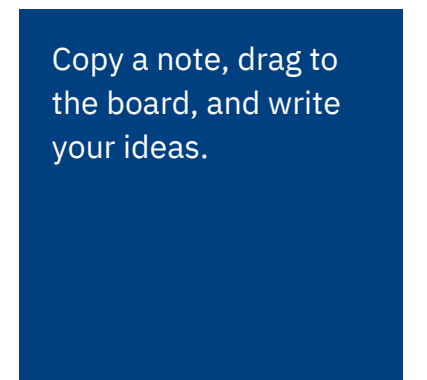 Copy a note, drag to
the board, and write
your ideas.